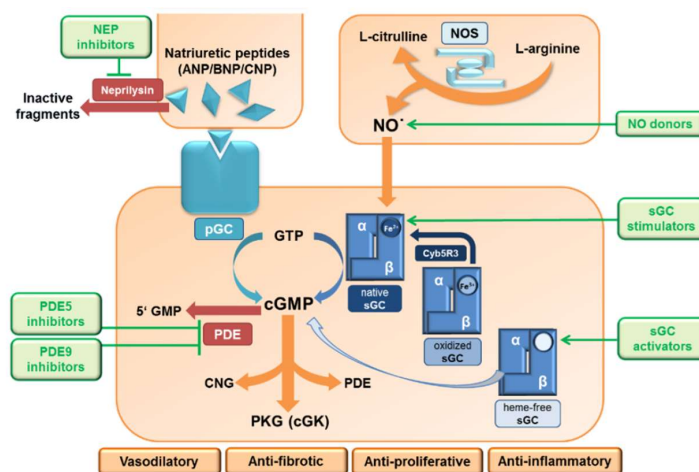 NEP
inhibitors
Natriuretic peptides
(ANP/BNP/CNP)
Neprilysin
Inactive
fragments
L-citrulline
NOS
L-arginine
NO˙
NO donors
pGC
GTP
α
Fe²⁺
β
native
sGC
Cyb5R3
sGC
stimulators
Fe³⁺
β
oxidized
sGC
cGMP
5‘ GMP
PDE
PDE5
inhibitors
PDE9
inhibitors
α
β
heme-free
sGC
sGC
activators
CNG
PDE
PKG (cGK)
Vasodilatory
Anti-fibrotic
Anti-proliferative
Anti-inflammatory